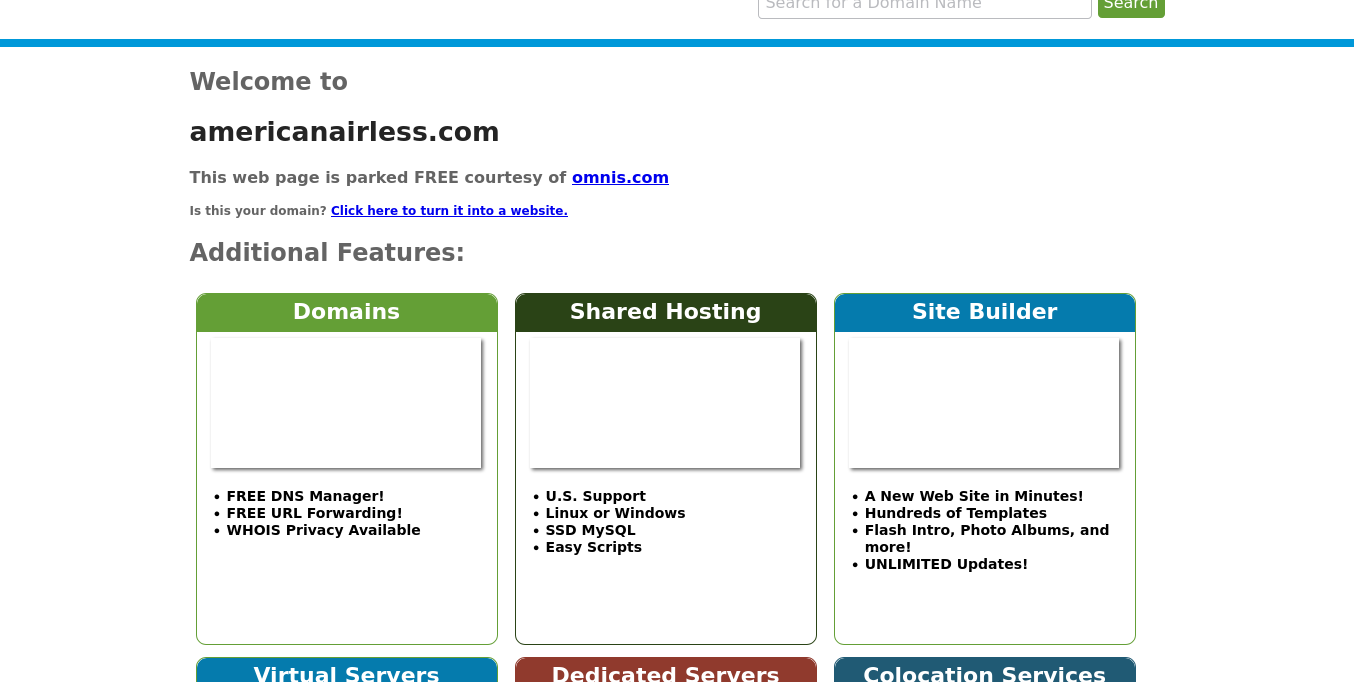 Search for a Domain Name Search
Welcome to
americanairless.com
This web page is parked FREE courtesy of omnis.com
Is this your domain? Click here to turn it into a website.
Additional Features:
Domains
FREE DNS Manager!
FREE URL Forwarding!
WHOIS Privacy Available
Shared Hosting
U.S. Support
Linux or Windows
SSD MySQL
Easy Scripts
Site Builder
A New Web Site in Minutes!
Hundreds of Templates
Flash Intro, Photo Albums, and
more!
UNLIMITED Updates!
Virtual Servers
Dedicated Servers
Colocation Services